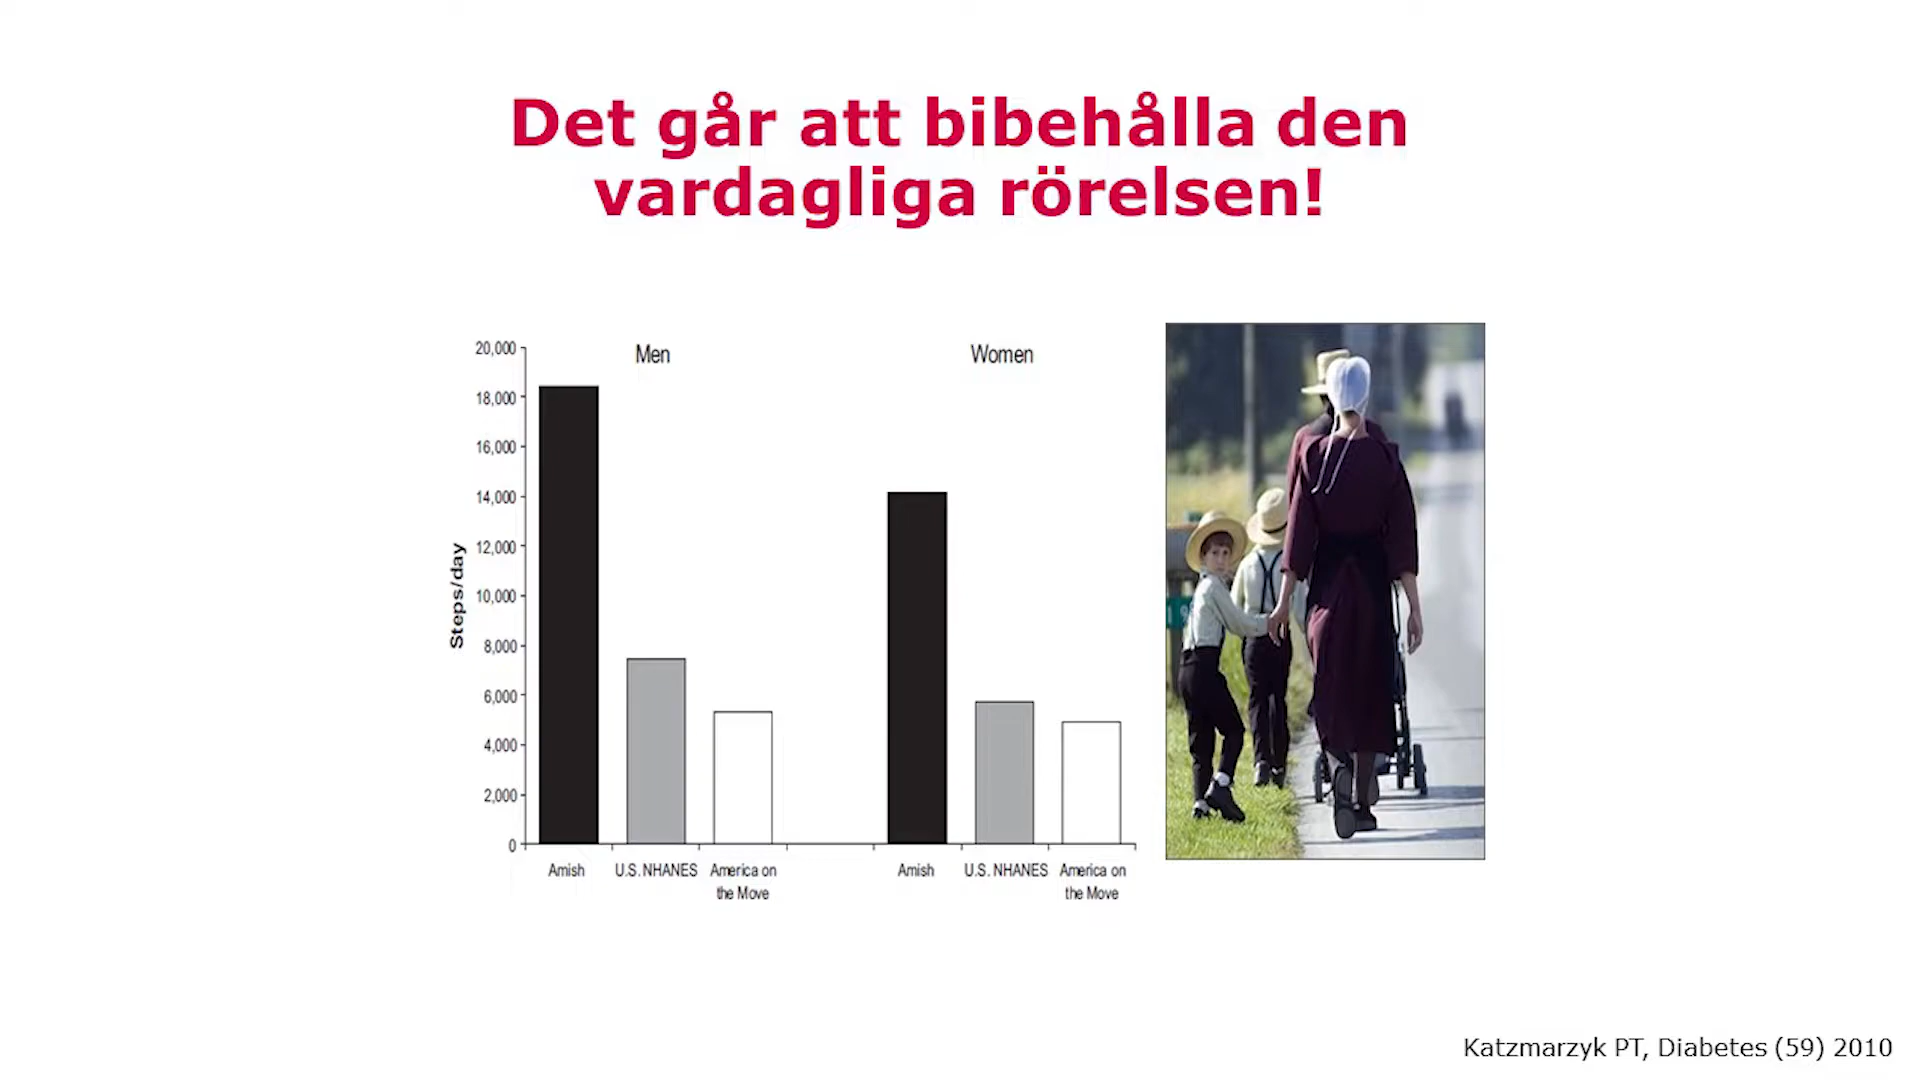 Det går att bibehålla den
vardagliga rörelsen!
Men
Women
Steps/day
20,000
18,000
16,000
14,000
12,000
10,000
8,000
6,000
4,000
2,000
0
Amish
U.S. NHANES
America on
the Move
Amish
U.S. NHANES
America on
the Move
Katzmarzyk PT, Diabetes (59) 2010